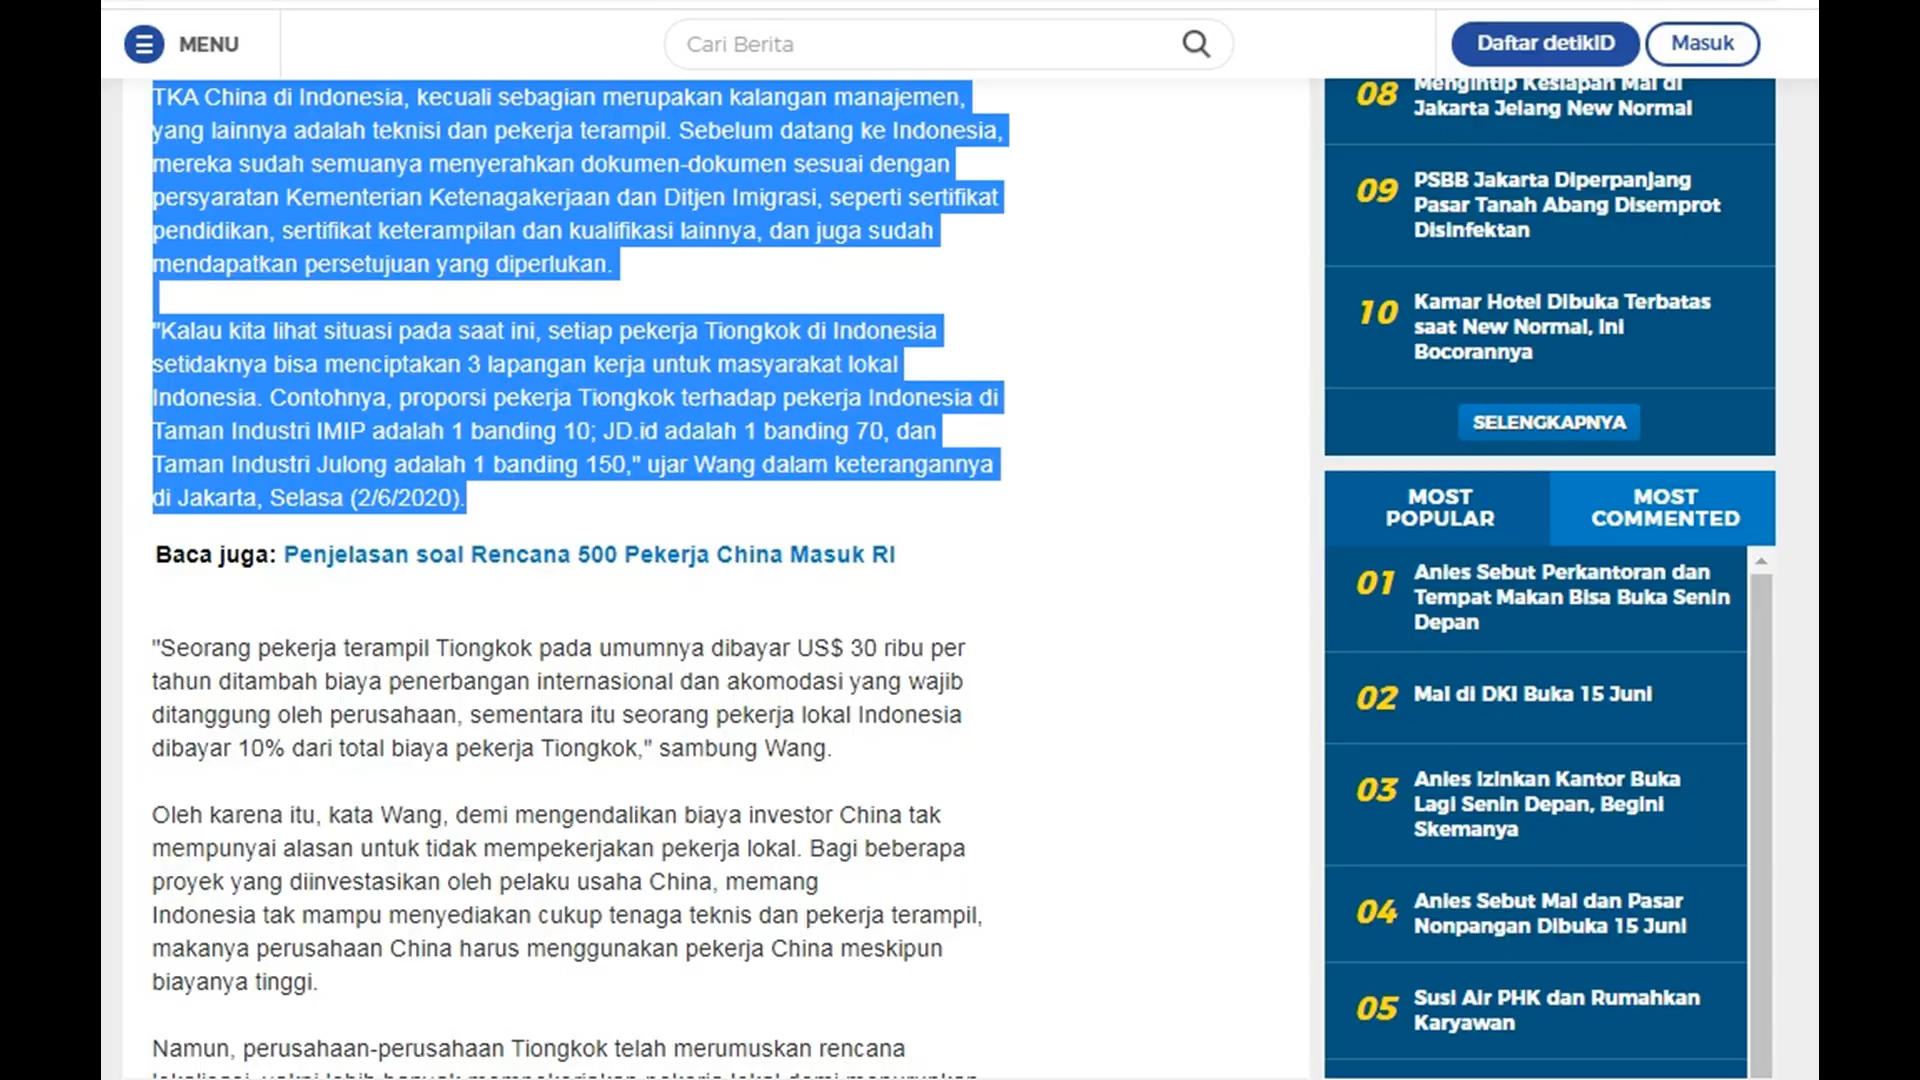 MENU
Cari Berita
Daftar detikID
Masuk
TKA China di Indonesia, kecuali sebagian merupakan kalangan manajemen,
yang lainnya adalah teknisi dan pekerja terampil. Sebelum datang ke Indonesia,
mereka sudah semuanya menyerahkan dokumen-dokumen sesuai dengan
persyaratan Kementerian Ketenagakerjaan dan Ditjen Imigrasi, seperti sertifikat
pendidikan, sertifikat keterampilan dan kualifikasi lainnya, dan juga sudah
mendapatkan persetujuan yang diperlukan.
"Kalau kita lihat situasi pada saat ini, setiap pekerja Tiongkok di Indonesia
setidaknya bisa menciptakan 3 lapangan kerja untuk masyarakat lokal
Indonesia. Contohnya, proporsi pekerja Tiongkok terhadap pekerja Indonesia di
Taman Industri IMIP adalah 1 banding 10; JD.id adalah 1 banding 70, dan
Taman Industri Julong adalah 1 banding 150," ujar Wang dalam keterangannya
di Jakarta, Selasa (2/6/2020).
Baca juga: Penjelasan soal Rencana 500 Pekerja China Masuk RI
"Seorang pekerja terampil Tiongkok pada umumnya dibayar US$ 30 ribu per
tahun ditambah biaya penerbangan internasional dan akomodasi yang wajib
ditanggung oleh perusahaan, sementara itu seorang pekerja lokal Indonesia
dibayar 10% dari total biaya pekerja Tiongkok," sambung Wang.
Oleh karena itu, kata Wang, demi mengendalikan biaya investor China tak
mempunyai alasan untuk tidak mempekerjakan pekerja lokal. Bagi beberapa
proyek yang diinvestasikan oleh pelaku usaha China, memang
Indonesia tak mampu menyediakan cukup tenaga teknis dan pekerja terampil,
makanya perusahaan China harus menggunakan pekerja China meskipun
biayanya tinggi.
Namun, perusahaan-perusahaan Tiongkok telah merumuskan rencana
08 Mengintip Kesiapan Mal di
Jakarta Jelang New Normal
09 PSBB Jakarta Diperpanjang
Pasar Tanah Abang Disemprot
Disinfektan
10 Kamar Hotel Dibuka Terbatas
saat New Normal, Ini
Bocorannya
SELENGKAPNYA
MOST
POPULAR
MOST
COMMENTED
01 Anies Sebut Perkantoran dan
Tempat Makan Bisa Buka Senin
Depan
02 Mal di DKI Buka 15 Juni
03 Anies Izinkan Kantor Buka
Lagi Senin Depan, Begini
Skemanya
04 Anies Sebut Mal dan Pasar
Nonpangan Dibuka 15 Juni
05 Susi Air PHK dan Rumahkan
Karyawan